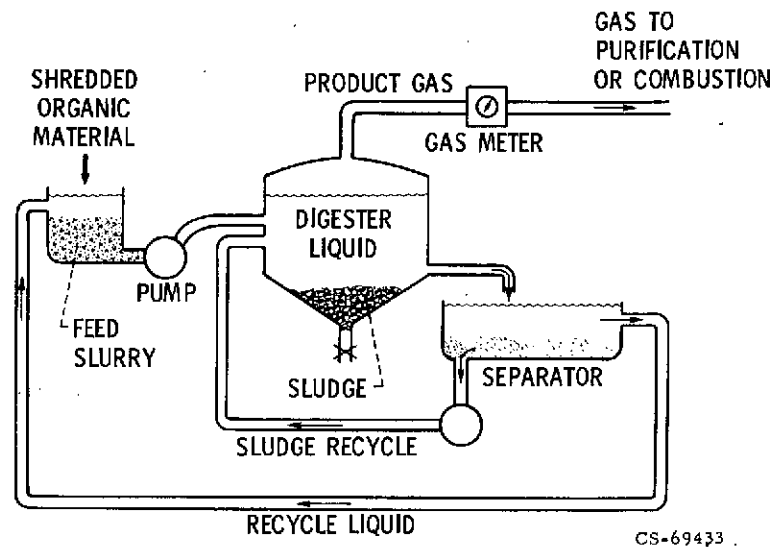 GAS TO
PURIFICATION
OR COMBUSTION
SHREDDED
ORGANIC
MATERIAL
PRODUCT GAS
GAS METER
DIGESTER
LIQUID
PUMP
FEED
SLURRY
SLUDGE
SEPARATOR
SLUDGE RECYCLE
RECYCLE LIQUID
CS-69433